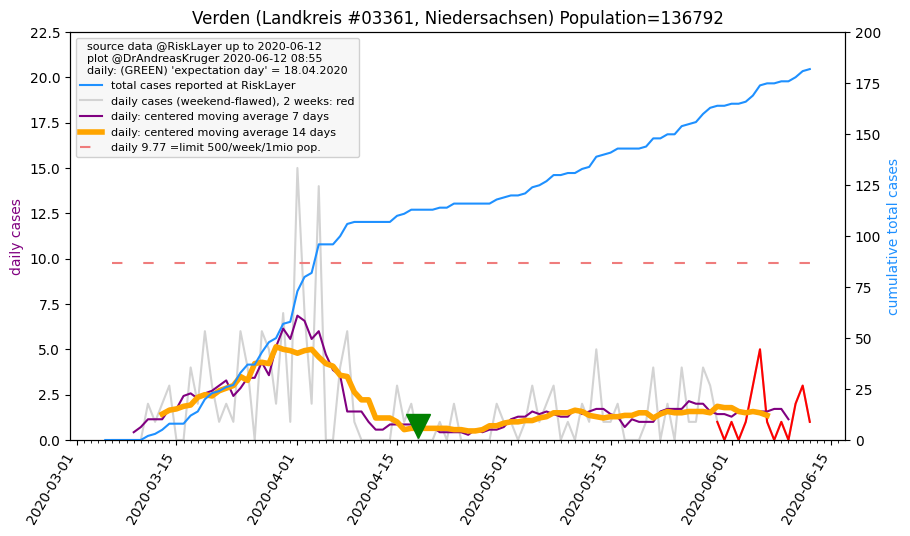 Verden (Landkreis #03361, Niedersachsen) Population=136792
source data @RiskLayer up to 2020-06-12
plot @DrAndreasKruger 2020-06-12 08:55
daily: (GREEN) 'expectation day' = 18.04.2020
total cases reported at RiskLayer
daily cases (weekend-flawed), 2 weeks: red
daily: centered moving average 7 days
daily: centered moving average 14 days
daily 9.77 =limit 500/week/1mio pop.
daily cases
22.5
20.0
17.5
15.0
12.5
10.0
7.5
5.0
2.5
0.0
200
175
150
125
100
75
50
25
0
cumulative total cases
2020-03-01
2020-03-15
2020-04-01
2020-04-15
2020-05-01
2020-05-15
2020-06-01
2020-06-15